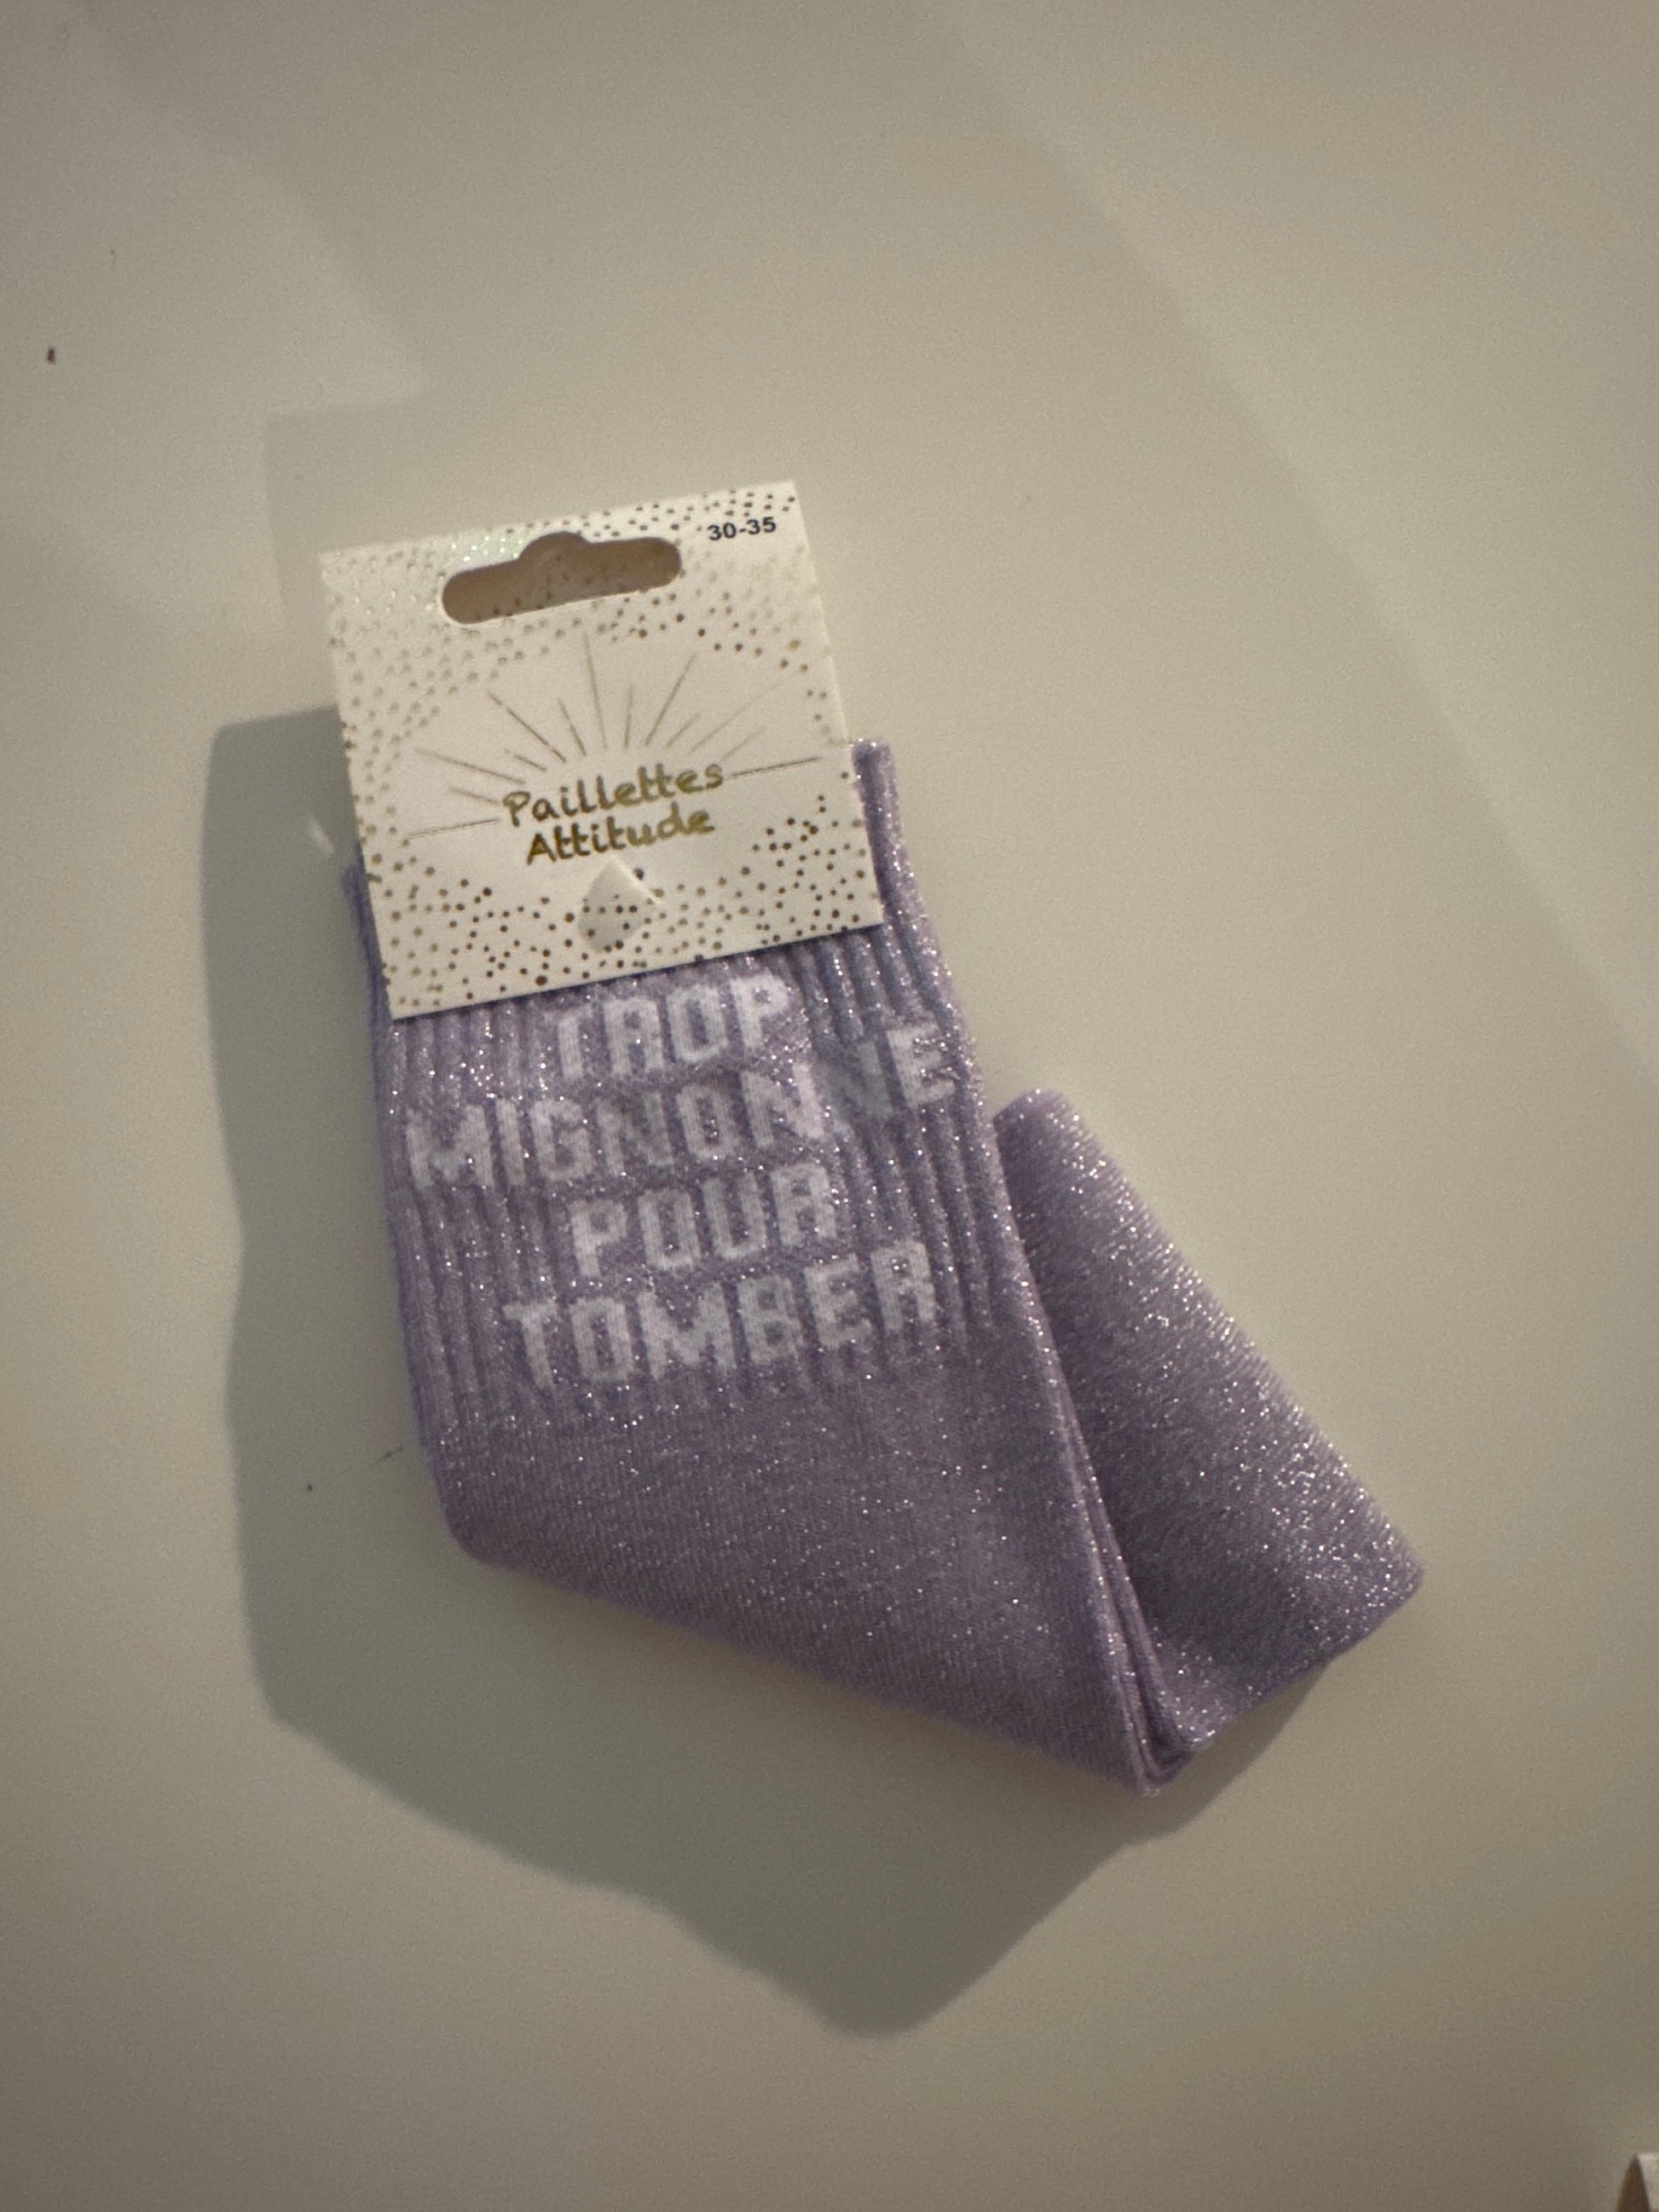 30-35
Paillettes
Attitude
TROP
MIGNONNE
POUR
TOMBER